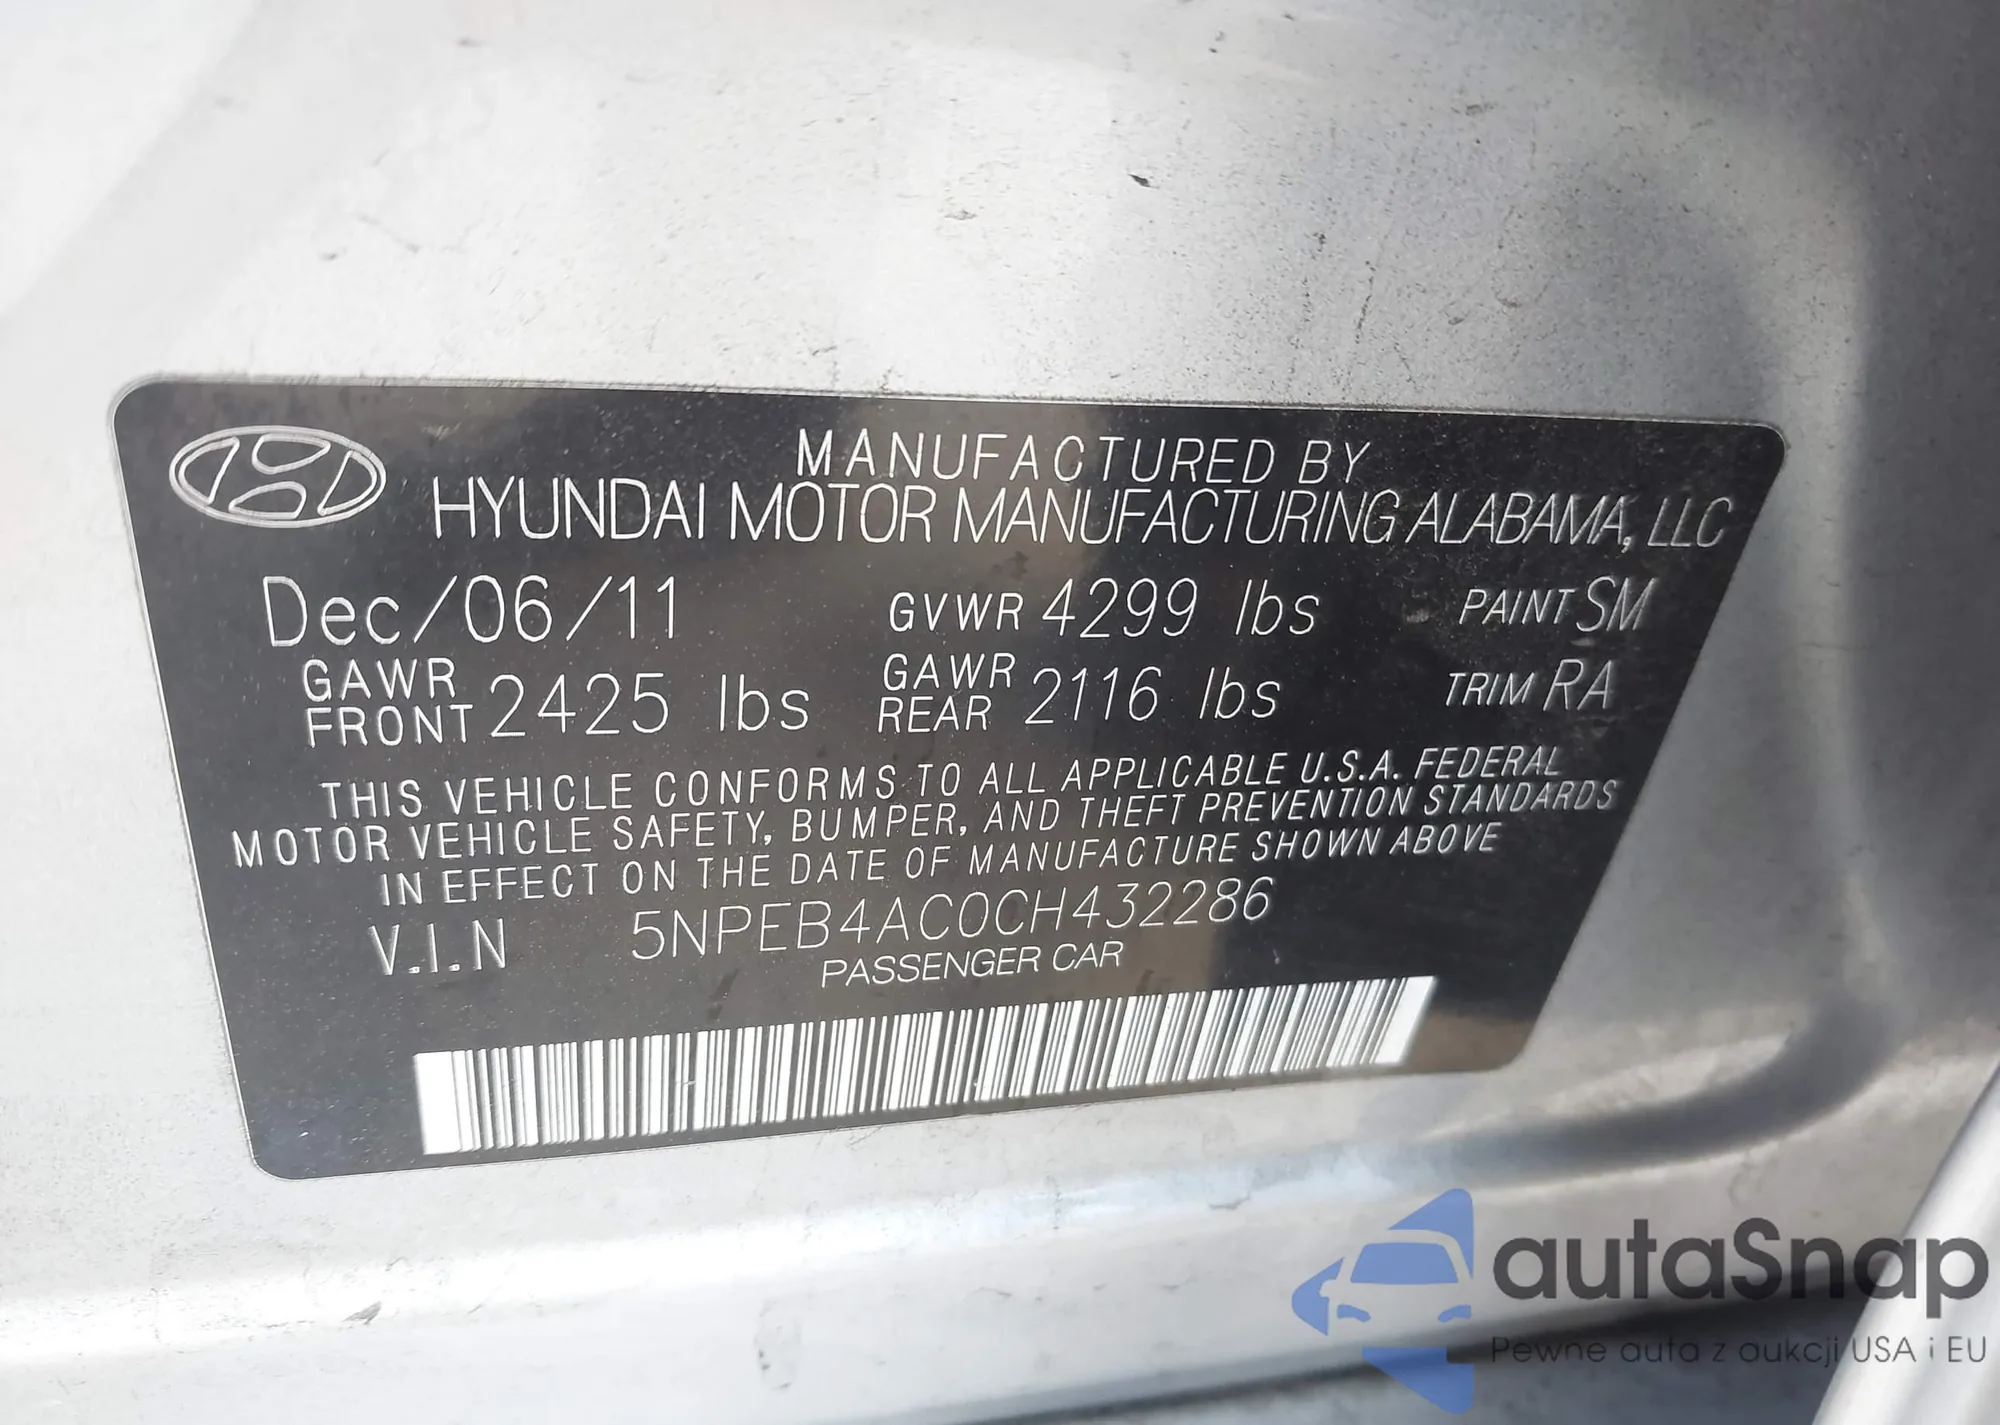 MANUFACTURED BY
HYUNDAI MOTOR MANUFACTURING ALABAMA, LLC
Dec/06/11 GVWR 4299 lbs PAINT SM
GAWR FRONT 2425 lbs GAWR REAR 2116 lbs TRIM RA
THIS VEHICLE CONFORMS TO ALL APPLICABLE U.S.A. FEDERAL
MOTOR VEHICLE SAFETY, BUMPER, AND THEFT PREVENTION STANDARDS
IN EFFECT ON THE DATE OF MANUFACTURE SHOWN ABOVE
V.I.N 5NPEB4AC0CH432286
PASSENGER CAR
autaSnap
Pewne auta z aukcji USA i EU